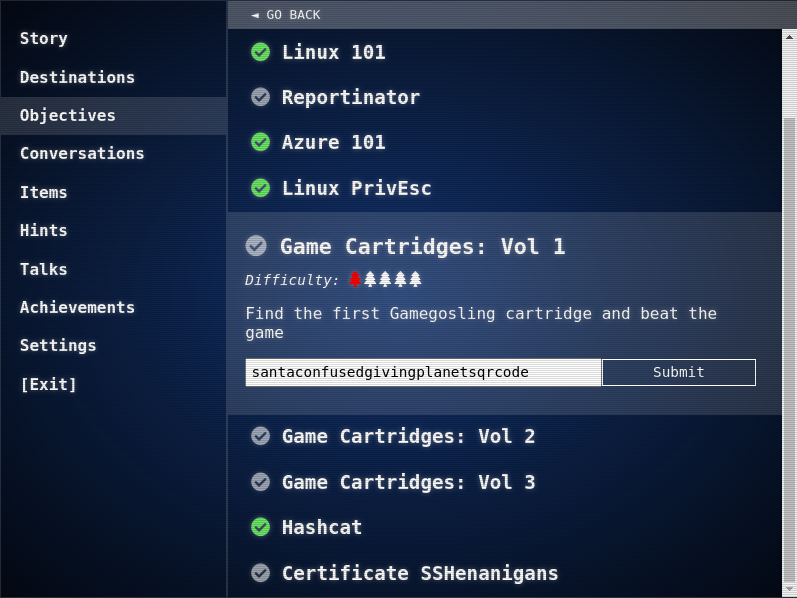 Story
Destinations
Objectives
Conversations
Items
Hints
Talks
Achievements
Settings
[Exit]
◄ GO BACK
Linux 101
Reportinator
Azure 101
Linux PrivEsc
Game Cartridges: Vol 1
Difficulty:
Find the first Gamegosling cartridge and beat the
game
santaconfusedgivingplanetsqrcode
Submit
Game Cartridges: Vol 2
Game Cartridges: Vol 3
Hashcat
Certificate SSHenanigans